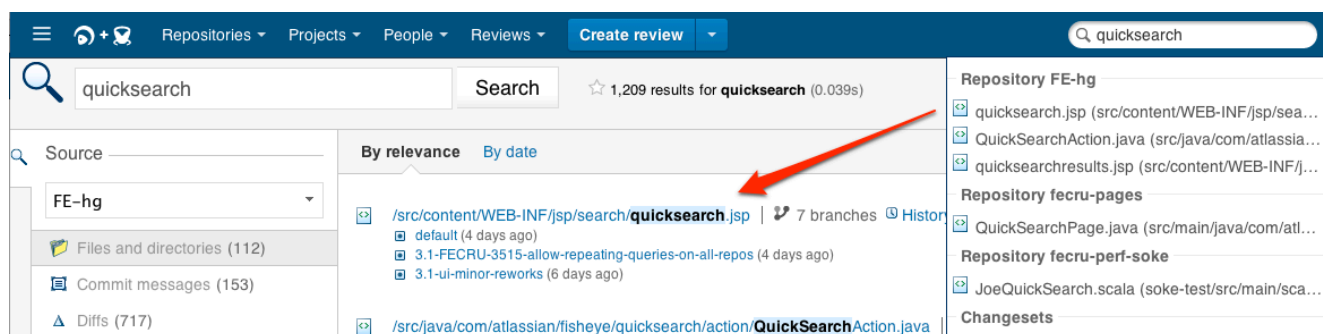 +
Repositories Projects People Reviews Create review quicksearch
quicksearch Search 1,209 results for quicksearch (0.039s)
Source
FE-hg
Files and directories (112)
Commit messages (153)
Diffs (717)
By relevance By date
/src/content/WEB-INF/jsp/search/quicksearch.jsp | 7 branches History
default (4 days ago)
3.1-FECRU-3515-allow-repeating-queries-on-all-repos (4 days ago)
3.1-ui-minor-reworks (6 days ago)
/src/java/com/atlassian/fisheye/quicksearch/action/QuickSearchAction.java |
Repository FE-hg
quicksearch.jsp (src/content/WEB-INF/jsp/sea...
QuickSearchAction.java (src/java/com/atlassia...
quicksearchresults.jsp (src/content/WEB-INF/j...
Repository fecru-pages
QuickSearchPage.java (src/main/java/com/atl...
Repository fecru-perf-soke
JoeQuickSearch.scala (soke-test/src/main/sca...
Changesets